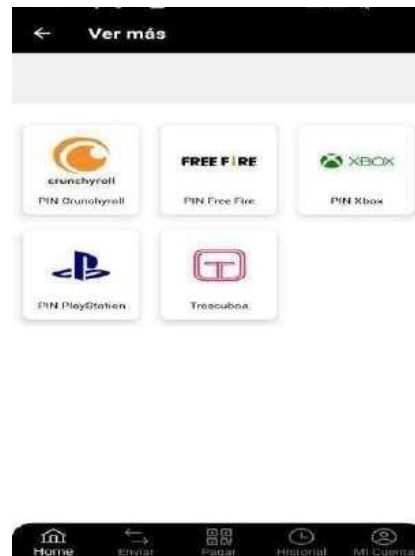 Ver más
crunchyroll
FREE FIRE
XBOX
PIN Crunchyroll
PIN Free Fire
PIN Xbox
PIN PlayStation
Home
Enviar
Pagar
Historial
Mi Cuenta